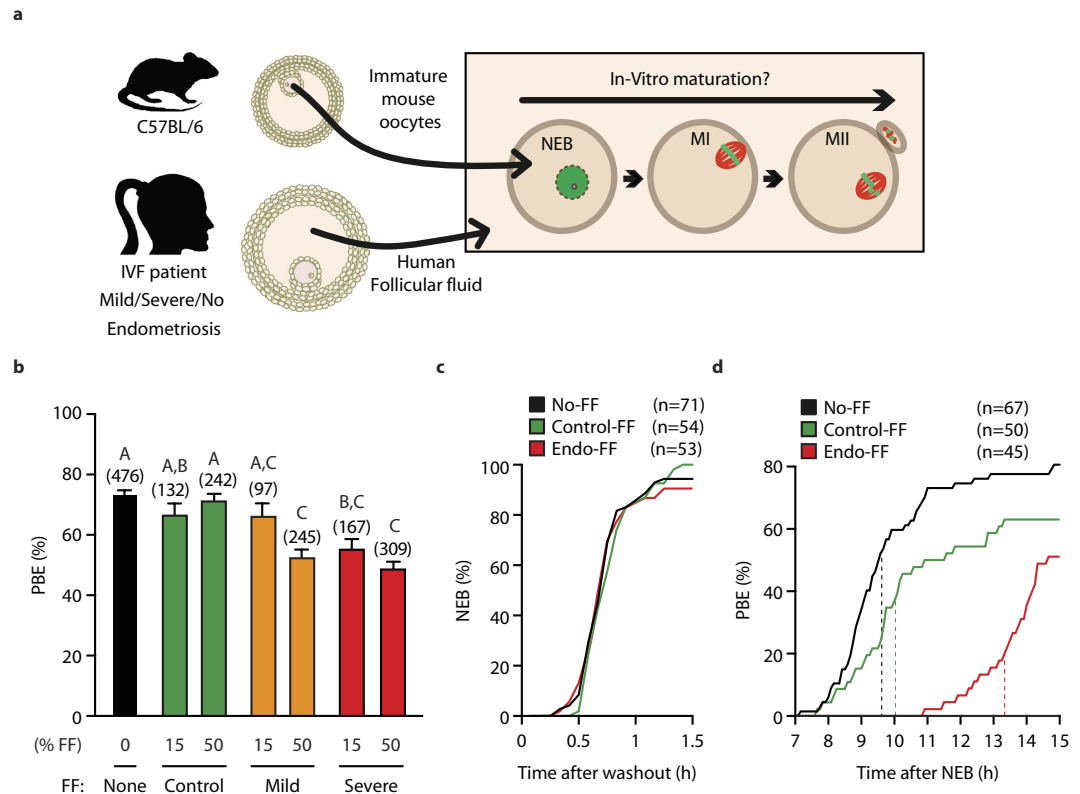 a
C57BL/6
Immature
mouse
oocytes
In-Vitro maturation?
NEB
MI
MII
IVF patient
Mild/Severe/No
Endometriosis
Human
Follicular fluid
b
PBE (%)
100
80
60
40
20
0
A
(476)
A,B
(132)
A
(242)
A,C
(97)
C
(245)
B,C
(167)
C
(309)
(% FF) 0 15 50 15 50 15 50
FF: None Control Mild Severe
c
No-FF (n=71)
Control-FF (n=54)
Endo-FF (n=53)
NEB (%)
100
80
60
40
20
0
0 0.5 1 1.5
Time after washout (h)
d
No-FF (n=67)
Control-FF (n=50)
Endo-FF (n=45)
PBE (%)
80
60
40
20
0
7 8 9 10 11 12 13 14 15
Time after NEB (h)